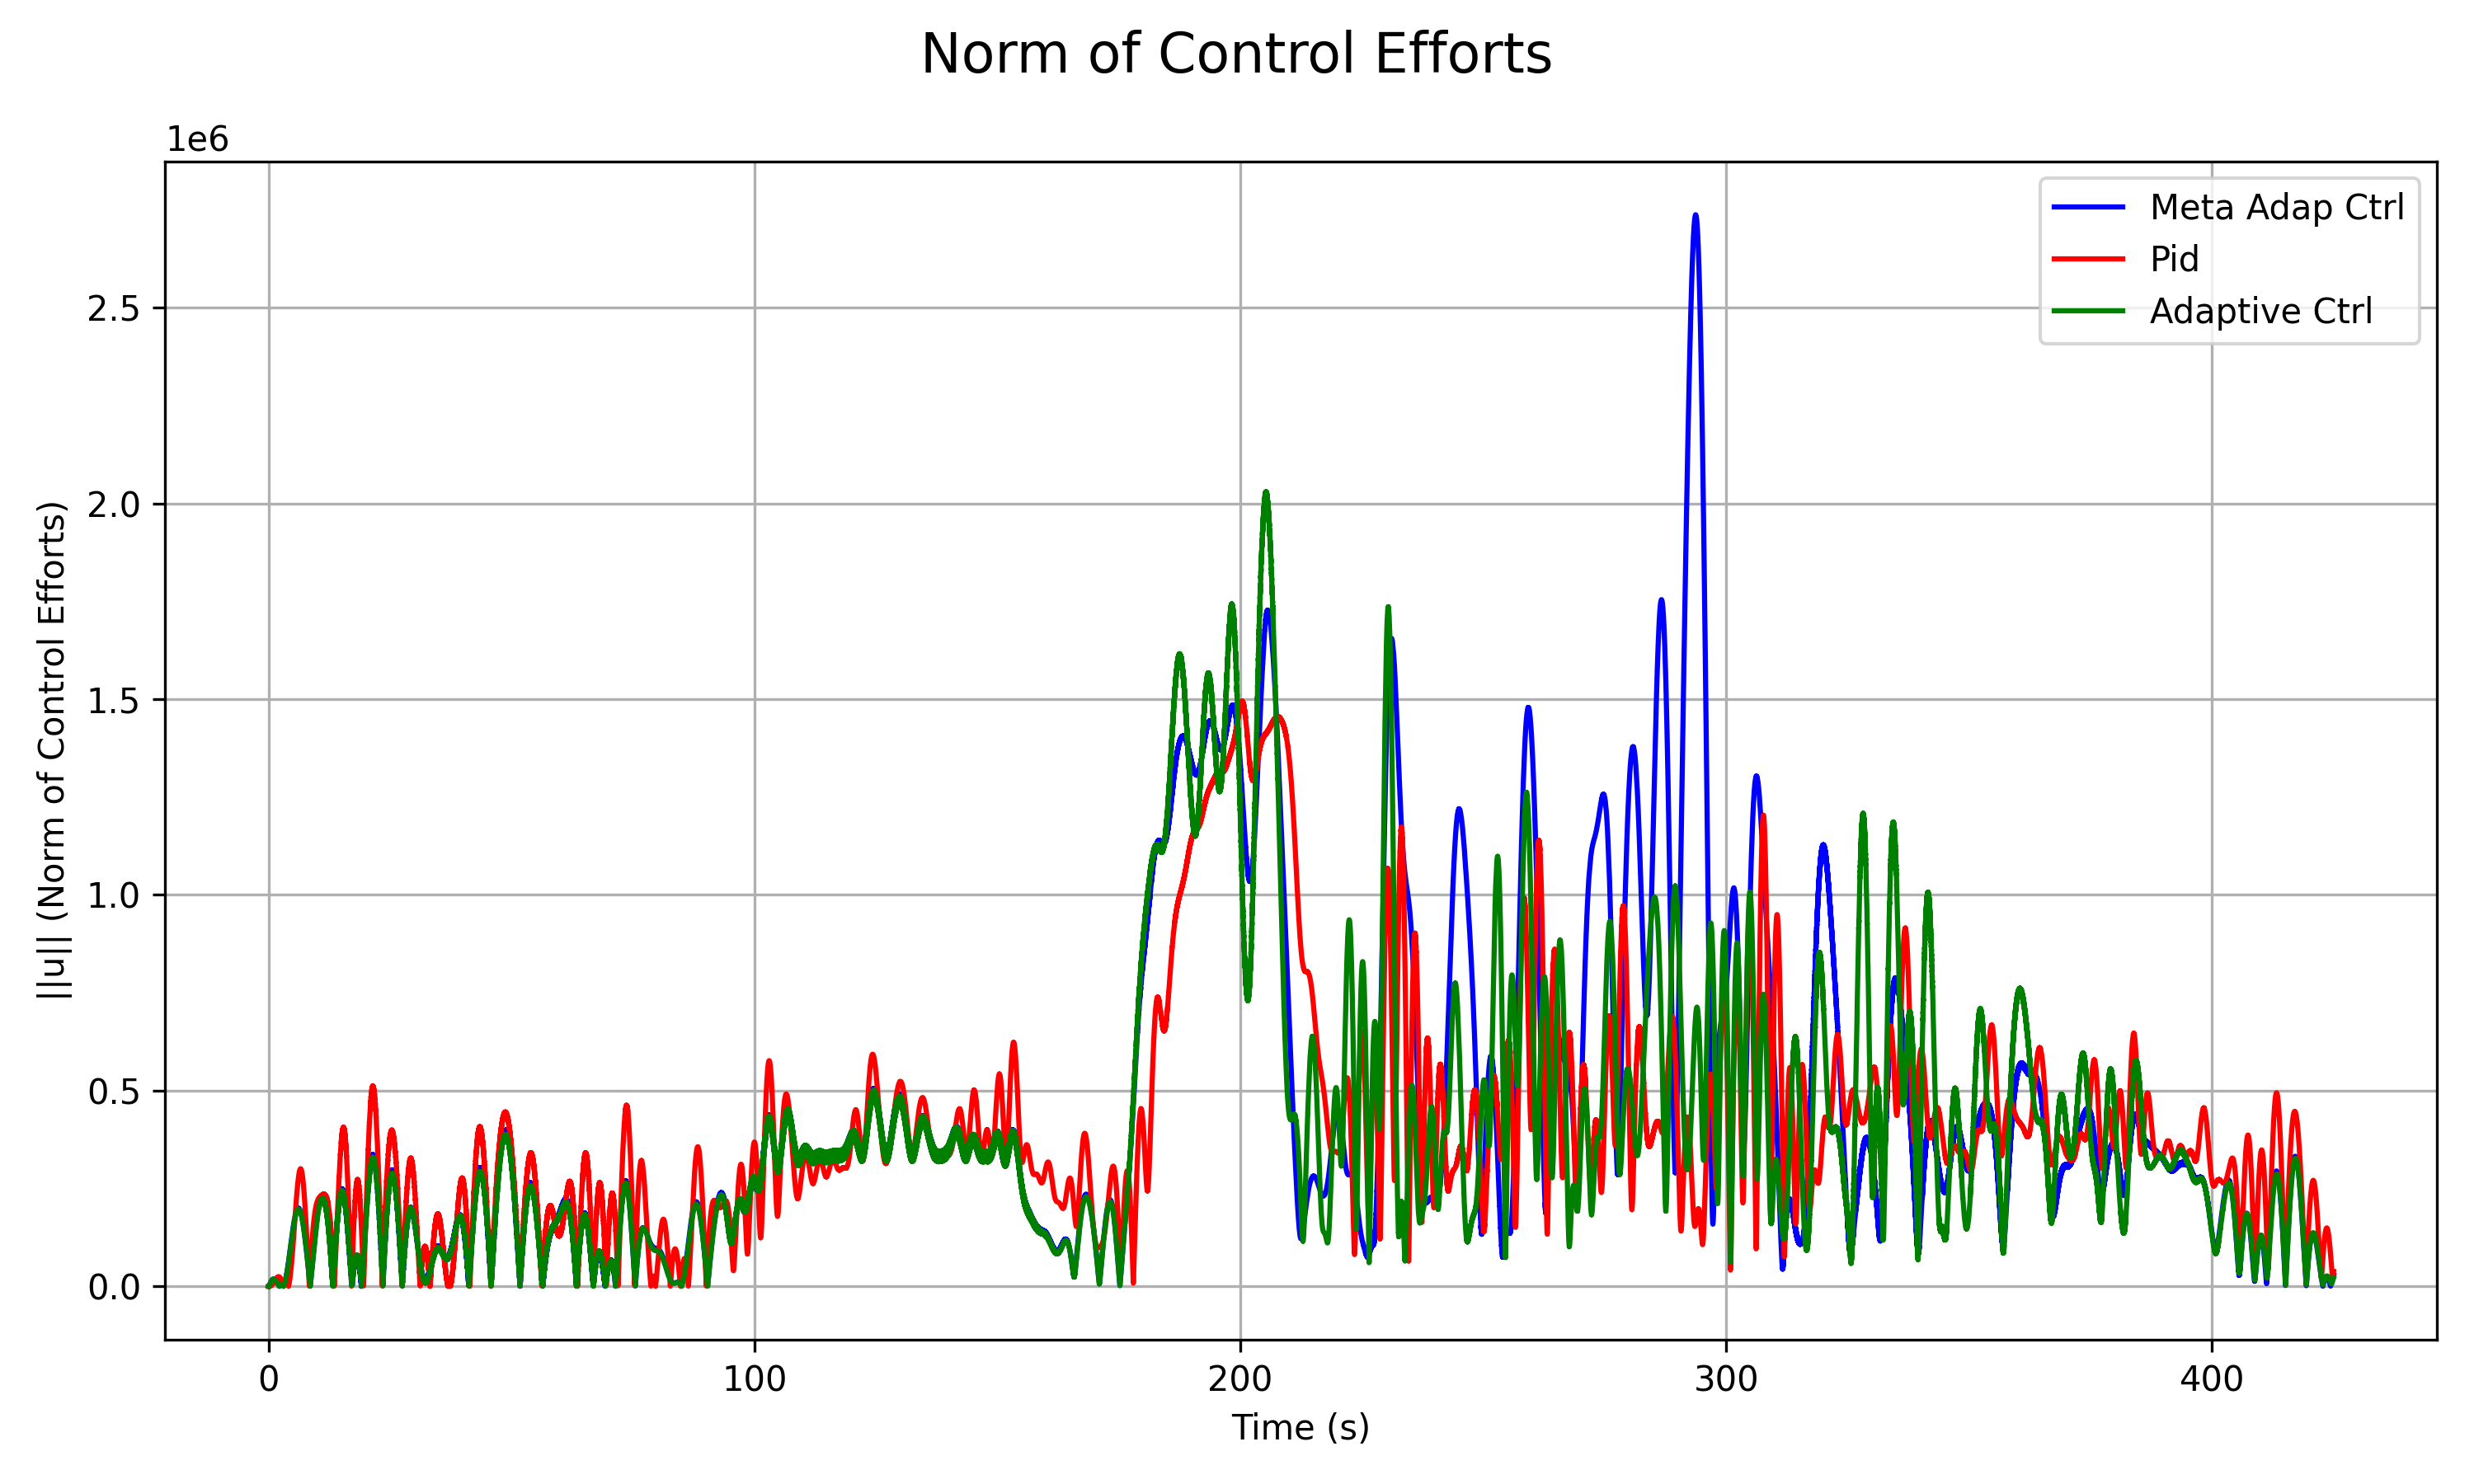 Norm of Control Efforts
1e6
Meta Adap Ctrl
Pid
Adaptive Ctrl
2.5
2.0
1.5
1.0
0.5
0.0
||u|| (Norm of Control Efforts)
0 100 200 300 400
Time (s)